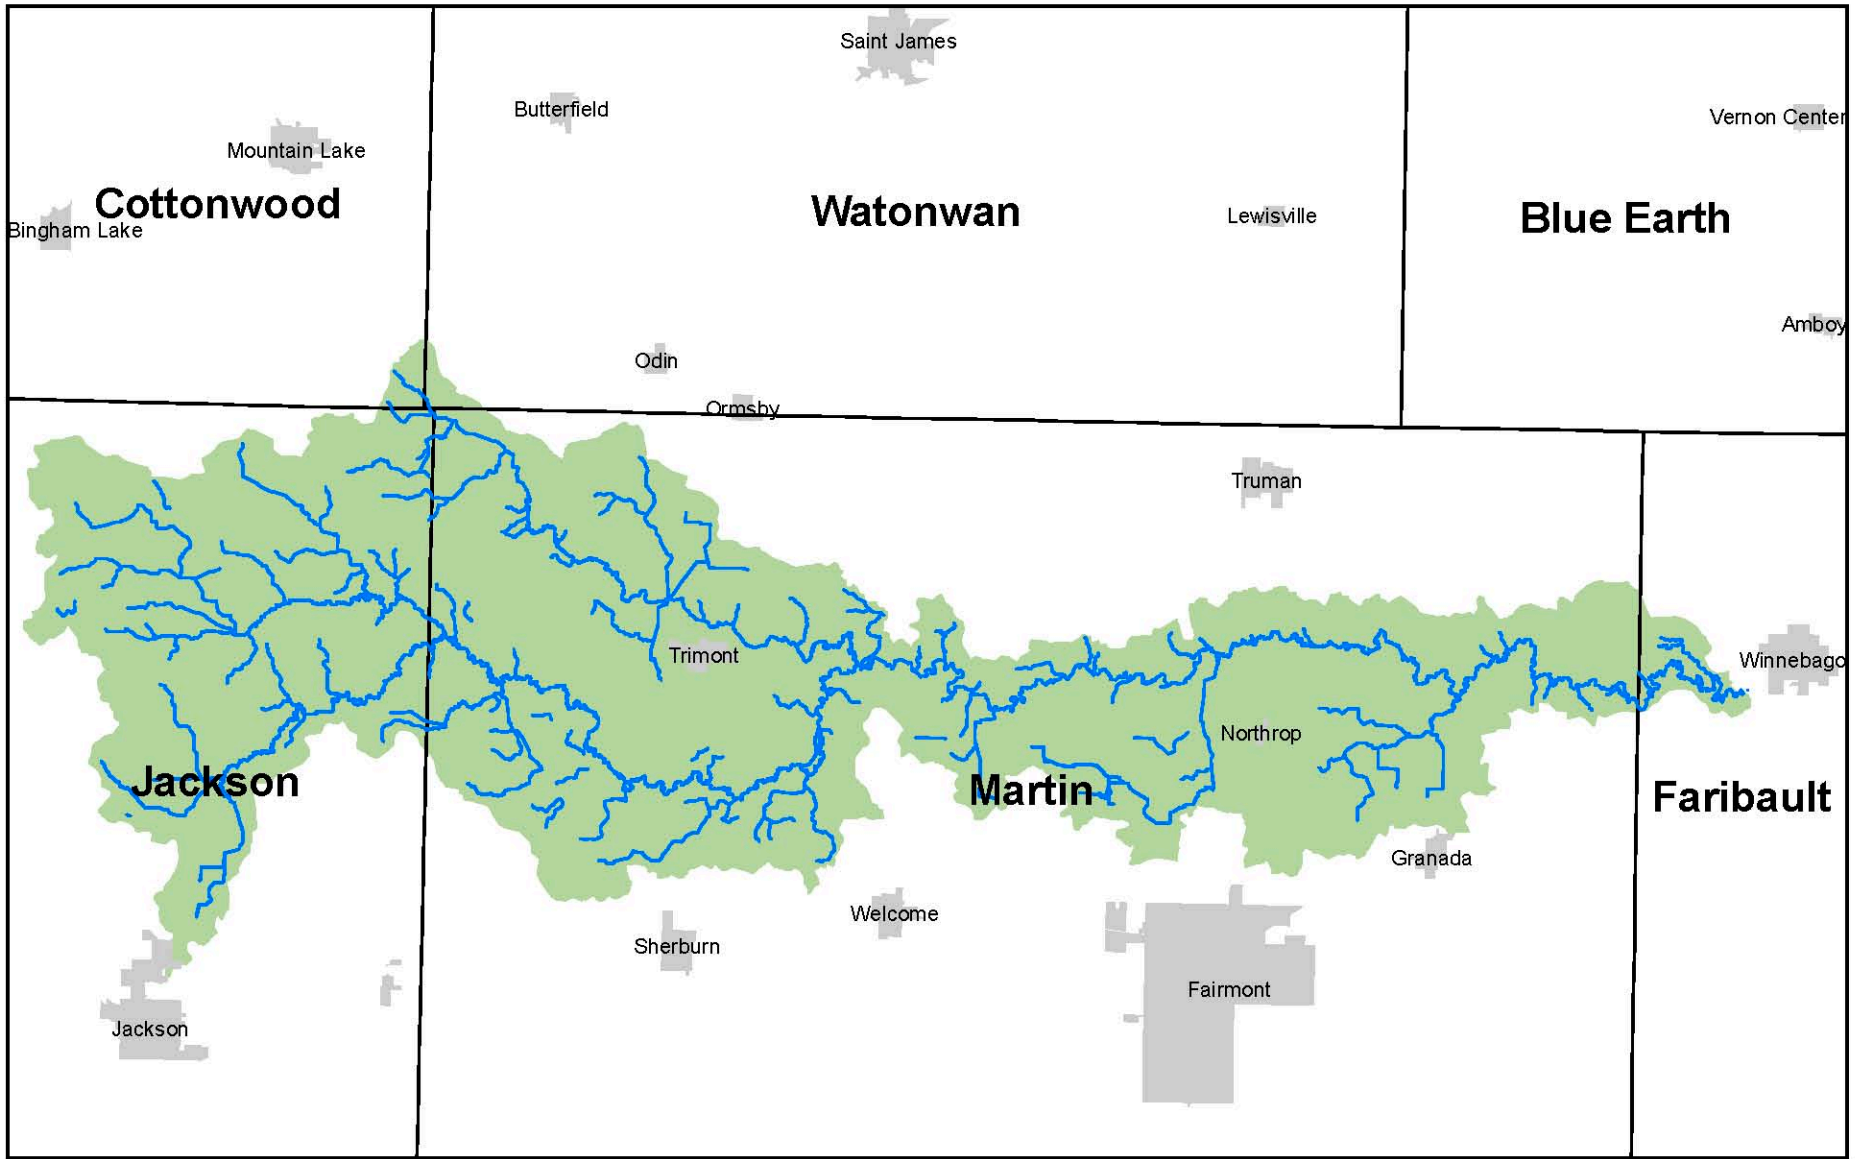 Saint James
Butterfield
Vernon Center
Mountain Lake
Cottonwood
Watonwan
Lewisville
Blue Earth
Bingham Lake
Amboy
Odin
Ormsby
Truman
Trimont
Winnebago
Northrop
Jackson
Martin
Faribault
Granada
Welcome
Sherburn
Fairmont
Jackson